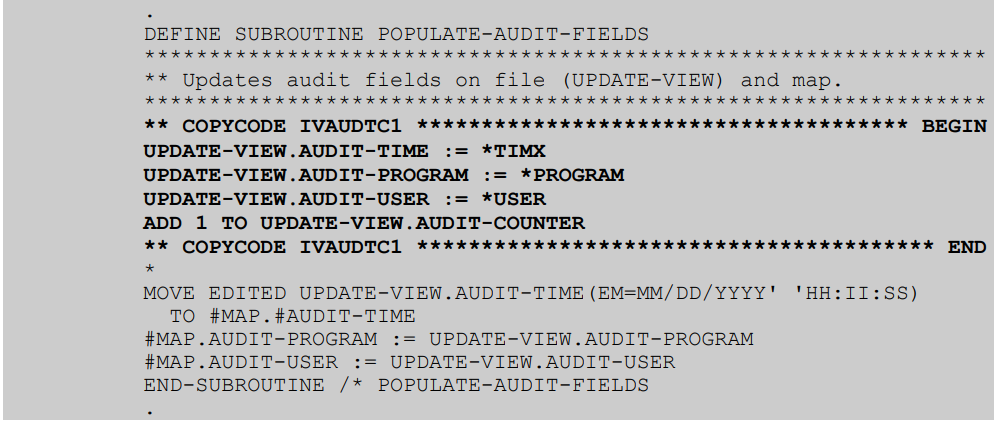 .
DEFINE SUBROUTINE POPULATE-AUDIT-FIELDS
*****************************************************************
** Updates audit fields on file (UPDATE-VIEW) and map.
*****************************************************************
** COPYCODE IVAUDTC1 ************************************** BEGIN
UPDATE-VIEW.AUDIT-TIME := *TIMX
UPDATE-VIEW.AUDIT-PROGRAM := *PROGRAM
UPDATE-VIEW.AUDIT-USER := *USER
ADD 1 TO UPDATE-VIEW.AUDIT-COUNTER
** COPYCODE IVAUDTC1 **************************************** END
*
MOVE EDITED UPDATE-VIEW.AUDIT-TIME(EM=MM/DD/YYYY' 'HH:II:SS)
TO #MAP.#AUDIT-TIME
#MAP.AUDIT-PROGRAM := UPDATE-VIEW.AUDIT-PROGRAM
#MAP.AUDIT-USER := UPDATE-VIEW.AUDIT-USER
END-SUBROUTINE /* POPULATE-AUDIT-FIELDS
.